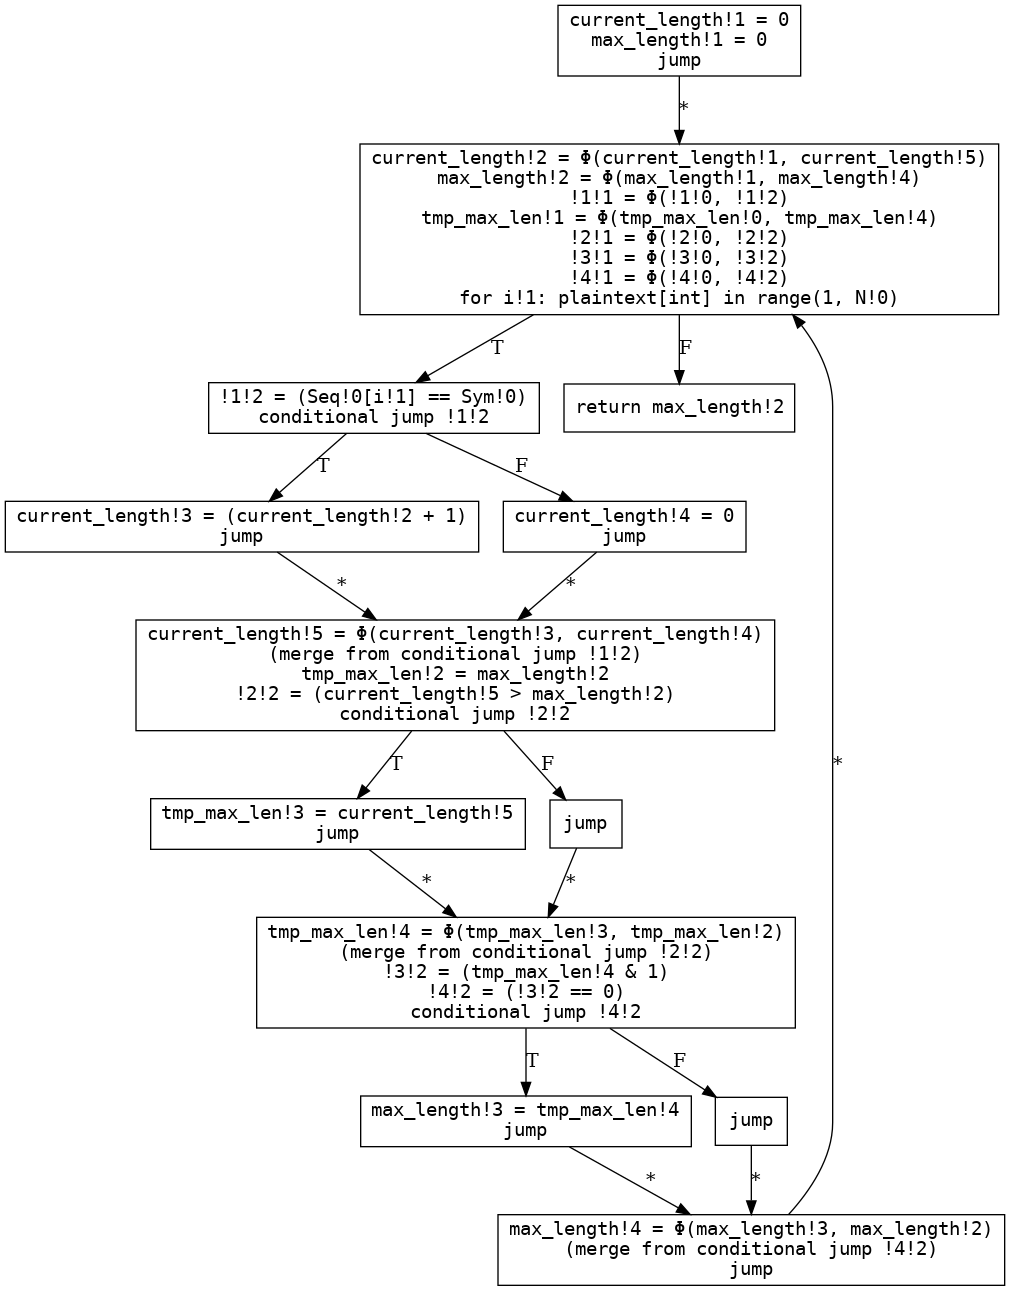 current_length!1 = 0
max_length!1 = 0
jump
*
current_length!2 = Φ(current_length!1, current_length!5)
max_length!2 = Φ(max_length!1, max_length!4)
!1!1 = Φ(!1!0, !1!2)
tmp_max_len!1 = Φ(tmp_max_len!0, tmp_max_len!4)
!2!1 = Φ(!2!0, !2!2)
!3!1 = Φ(!3!0, !3!2)
!4!1 = Φ(!4!0, !4!2)
for i!1: plaintext[int] in range(1, N!0)
T
F
!1!2 = (Seq!0[i!1] == Sym!0)
conditional jump !1!2
return max_length!2
T
F
current_length!3 = (current_length!2 + 1)
jump
current_length!4 = 0
jump
*
*
current_length!5 = Φ(current_length!3, current_length!4)
(merge from conditional jump !1!2)
tmp_max_len!2 = max_length!2
!2!2 = (current_length!5 > max_length!2)
conditional jump !2!2
T
F
*
tmp_max_len!3 = current_length!5
jump
jump
*
*
tmp_max_len!4 = Φ(tmp_max_len!3, tmp_max_len!2)
(merge from conditional jump !2!2)
!3!2 = (tmp_max_len!4 & 1)
!4!2 = (!3!2 == 0)
conditional jump !4!2
T
F
max_length!3 = tmp_max_len!4
jump
jump
*
*
max_length!4 = Φ(max_length!3, max_length!2)
(merge from conditional jump !4!2)
jump